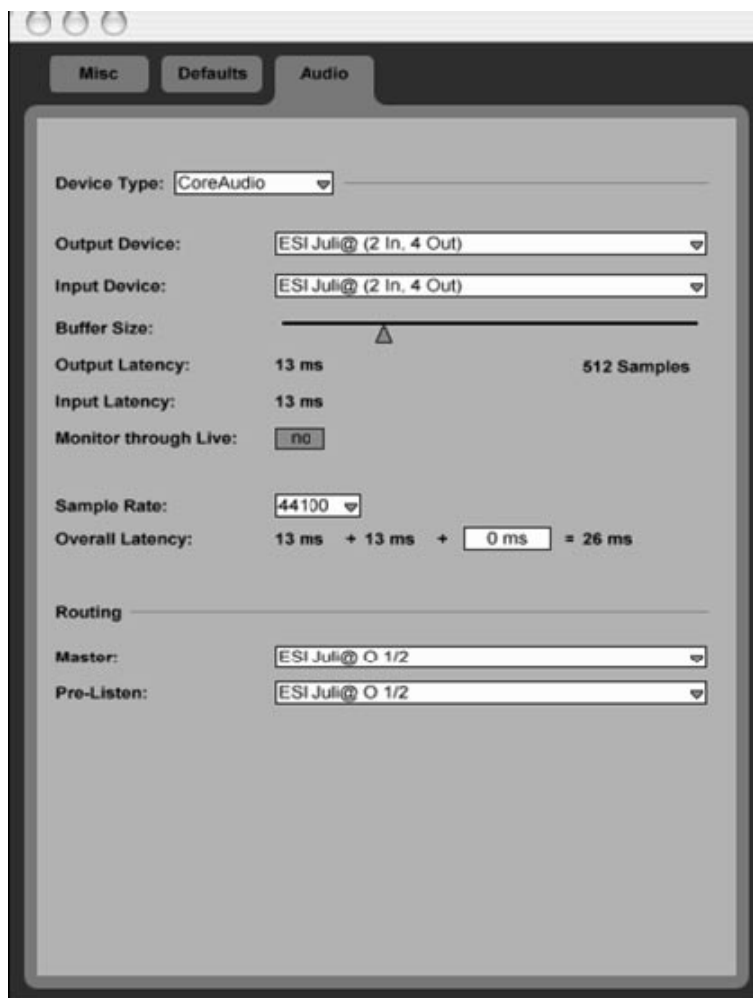 Misc Defaults Audio
Device Type: CoreAudio
Output Device: ESI Juli@ (2 In, 4 Out)
Input Device: ESI Juli@ (2 In, 4 Out)
Buffer Size:
Output Latency: 13 ms 512 Samples
Input Latency: 13 ms
Monitor through Live: no
Sample Rate: 44100
Overall Latency: 13 ms + 13 ms + 0 ms = 26 ms
Routing
Master: ESI Juli@ O 1/2
Pre-Listen: ESI Juli@ O 1/2